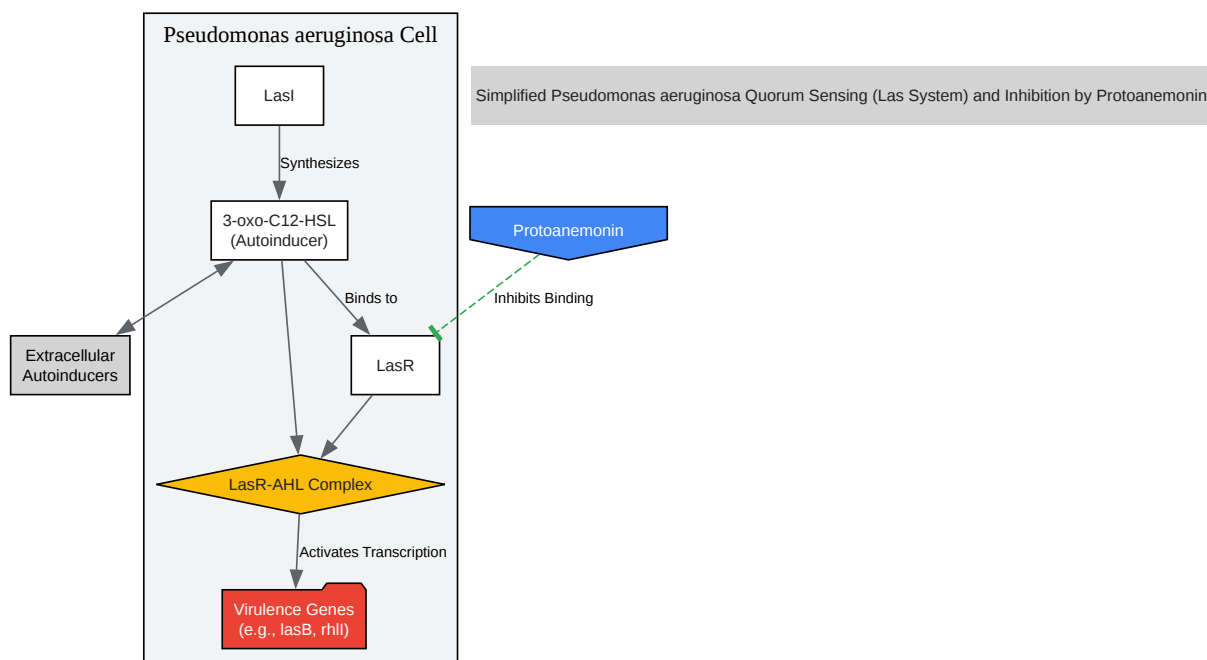 Pseudomonas aeruginosa Cell
LasI
Simplified Pseudomonas aeruginosa Quorum Sensing (Las System) and Inhibition by Protoanemonin
Synthesizes
3-oxo-C12-HSL
(Autoinducer)
Protoanemonin
Binds to
Inhibits Binding
Extracellular
Autoinducers
LasR
LasR-AHL Complex
Activates Transcription
Virulence Genes
(e.g., lasB, rhlI)